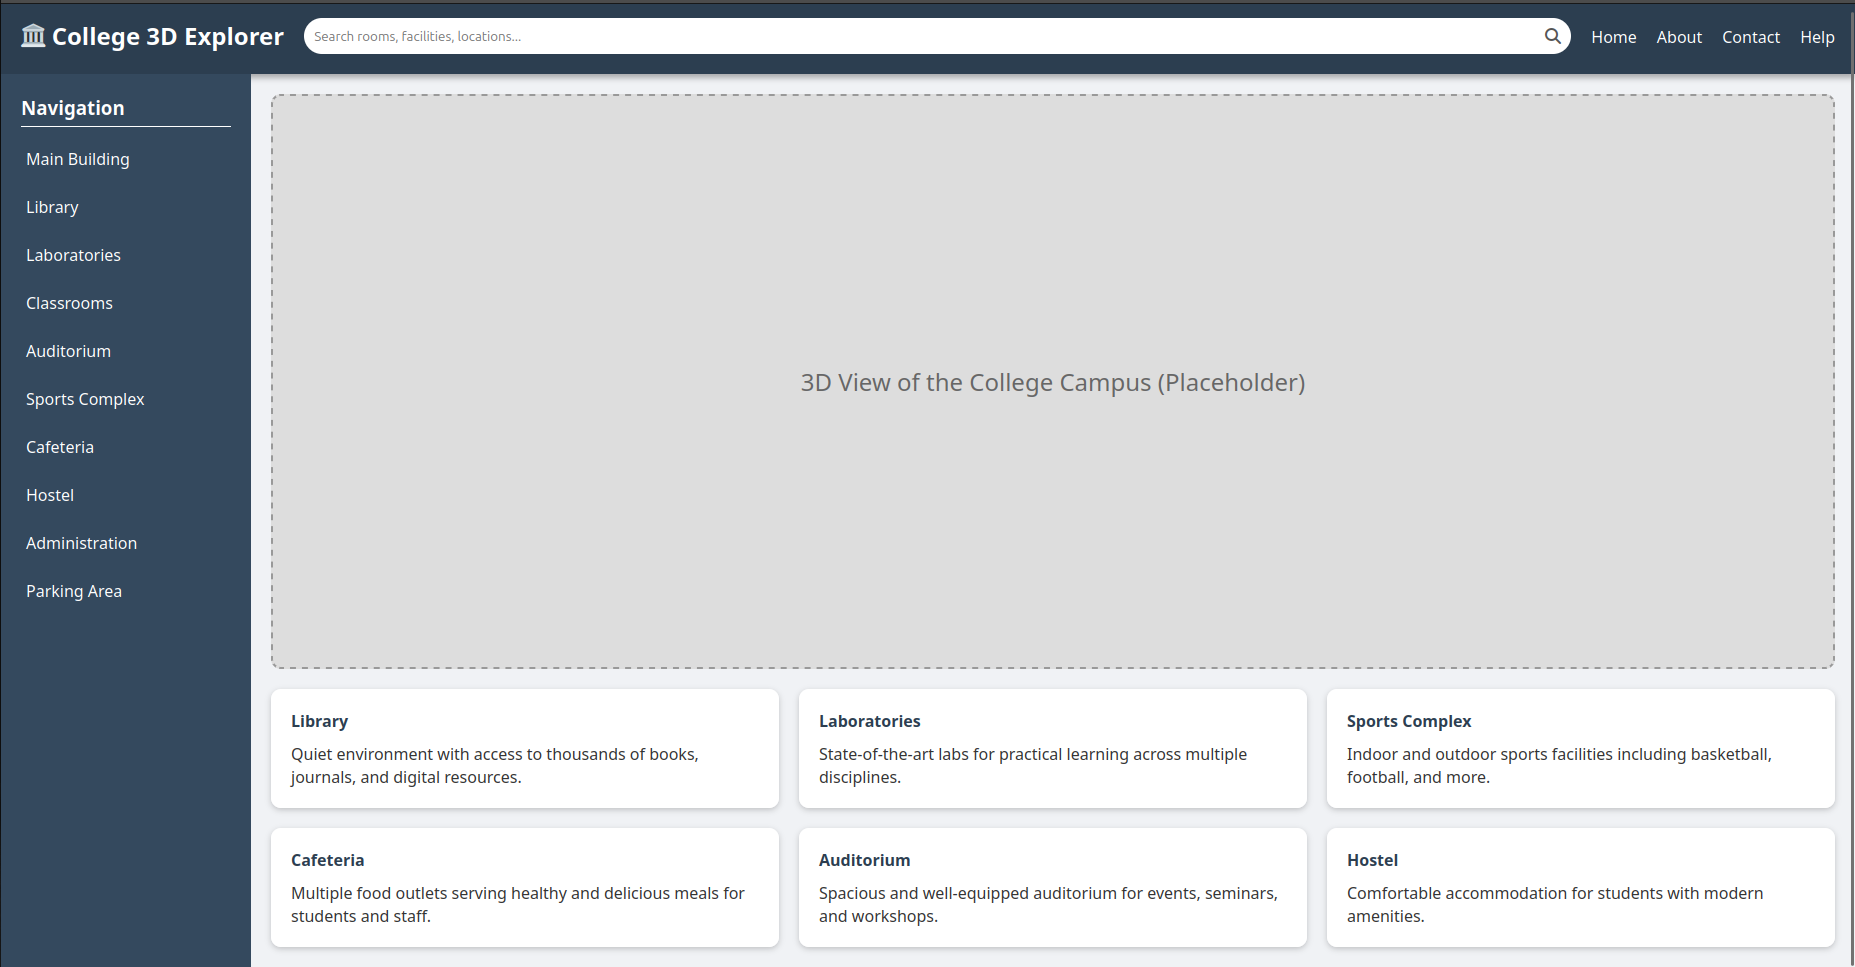 College 3D Explorer
Search rooms, facilities, locations...
Home
About
Contact
Help
Navigation
Main Building
Library
Laboratories
Classrooms
Auditorium
Sports Complex
Cafeteria
Hostel
Administration
Parking Area
3D View of the College Campus (Placeholder)
Library
Quiet environment with access to thousands of books,
journals, and digital resources.
Laboratories
State-of-the-art labs for practical learning across multiple
disciplines.
Sports Complex
Indoor and outdoor sports facilities including basketball,
football, and more.
Cafeteria
Multiple food outlets serving healthy and delicious meals for
students and staff.
Auditorium
Spacious and well-equipped auditorium for events, seminars,
and workshops.
Hostel
Comfortable accommodation for students with modern
amenities.